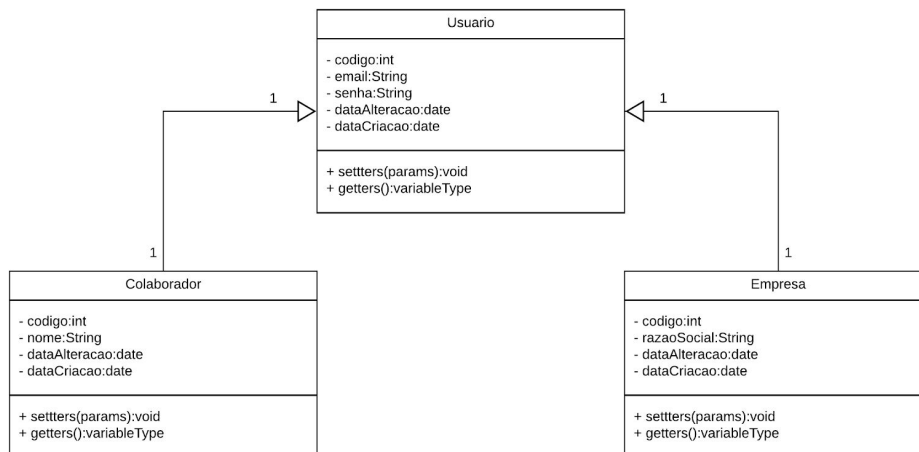 Usuario
- codigo:int
- email:String
- senha:String
- dataAlteracao:date
- dataCriacao:date
+ settters(params):void
+ getters():variableType
1
1
1
1
Colaborador
- codigo:int
- nome:String
- dataAlteracao:date
- dataCriacao:date
+ settters(params):void
+ getters():variableType
Empresa
- codigo:int
- razaoSocial:String
- dataAlteracao:date
- dataCriacao:date
+ settters(params):void
+ getters():variableType